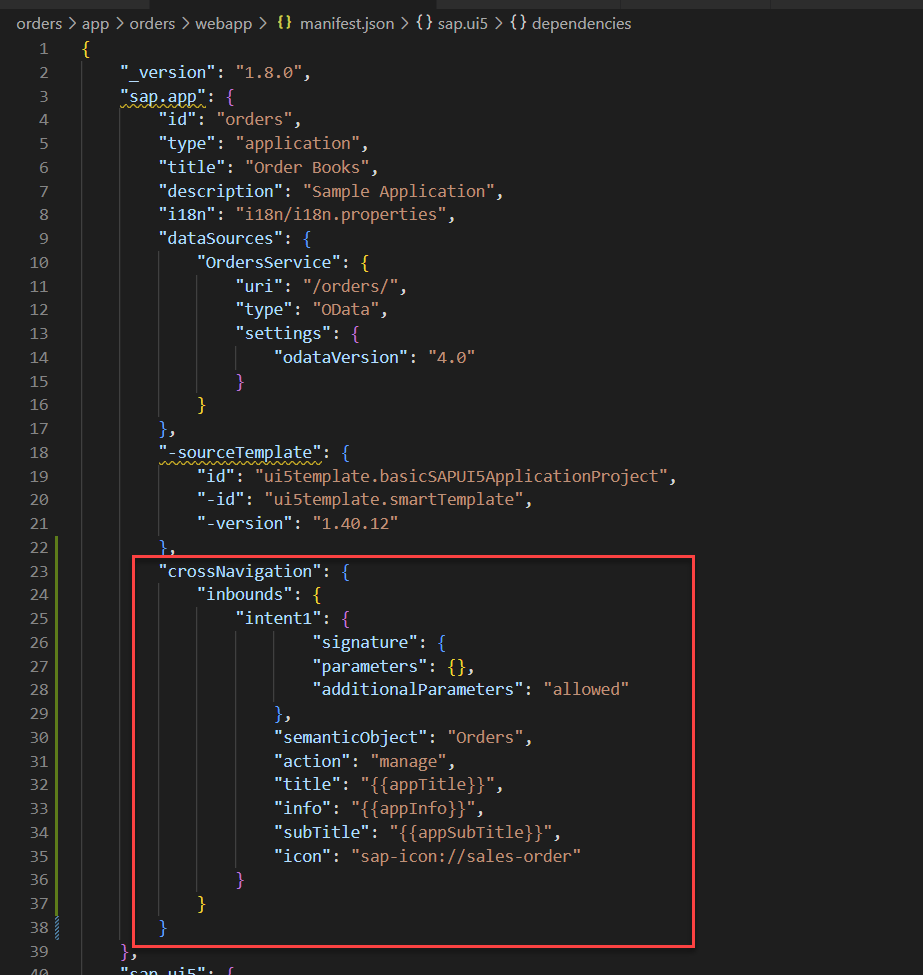 orders > app > orders > webapp > {} manifest.json > {} sap.ui5 > {} dependencies
1 {
2 "_version": "1.8.0",
3 "sap.app": {
4 "id": "orders",
5 "type": "application",
6 "title": "Order Books",
7 "description": "Sample Application",
8 "i18n": "i18n/i18n.properties",
9 "dataSources": {
10 "OrdersService": {
11 "uri": "/orders/",
12 "type": "OData",
13 "settings": {
14 "odataVersion": "4.0"
15 }
16 }
17 },
18 "-sourceTemplate": {
19 "id": "ui5template.basicSAPUI5ApplicationProject",
20 "-id": "ui5template.smartTemplate",
21 "-version": "1.40.12"
22 },
23 "crossNavigation": {
24 "inbounds": {
25 "intent1": {
26 "signature": {
27 "parameters": {},
28 "additionalParameters": "allowed"
29 },
30 "semanticObject": "Orders",
31 "action": "manage",
32 "title": "{{appTitle}}",
33 "info": "{{appInfo}}",
34 "subTitle": "{{appSubTitle}}",
35 "icon": "sap-icon://sales-order"
36 }
37 }
38 }
39 },
40 "sap.ui5": {